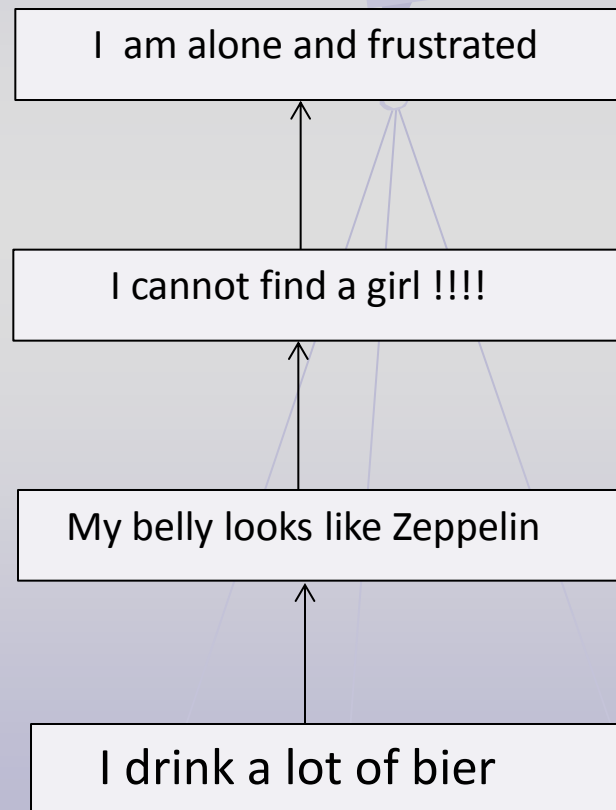 I am alone and frustrated
I cannot find a girl !!!!
My belly looks like Zeppelin
I drink a lot of bier